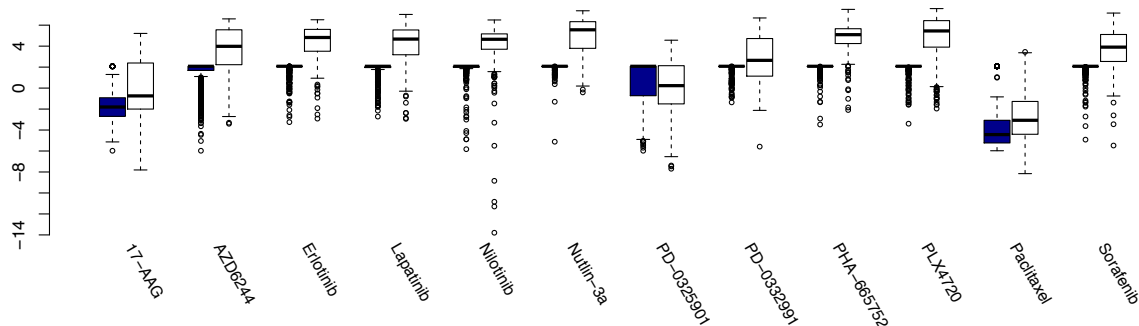 4
0
−4
−8
−14
17−AAG
AZD6244
Erlotinib
Lapatinib
Nilotinib
Nutlin−3a
PD−0325901
PD−0332991
PHA−665752
PLX4720
Paclitaxel
Sorafenib